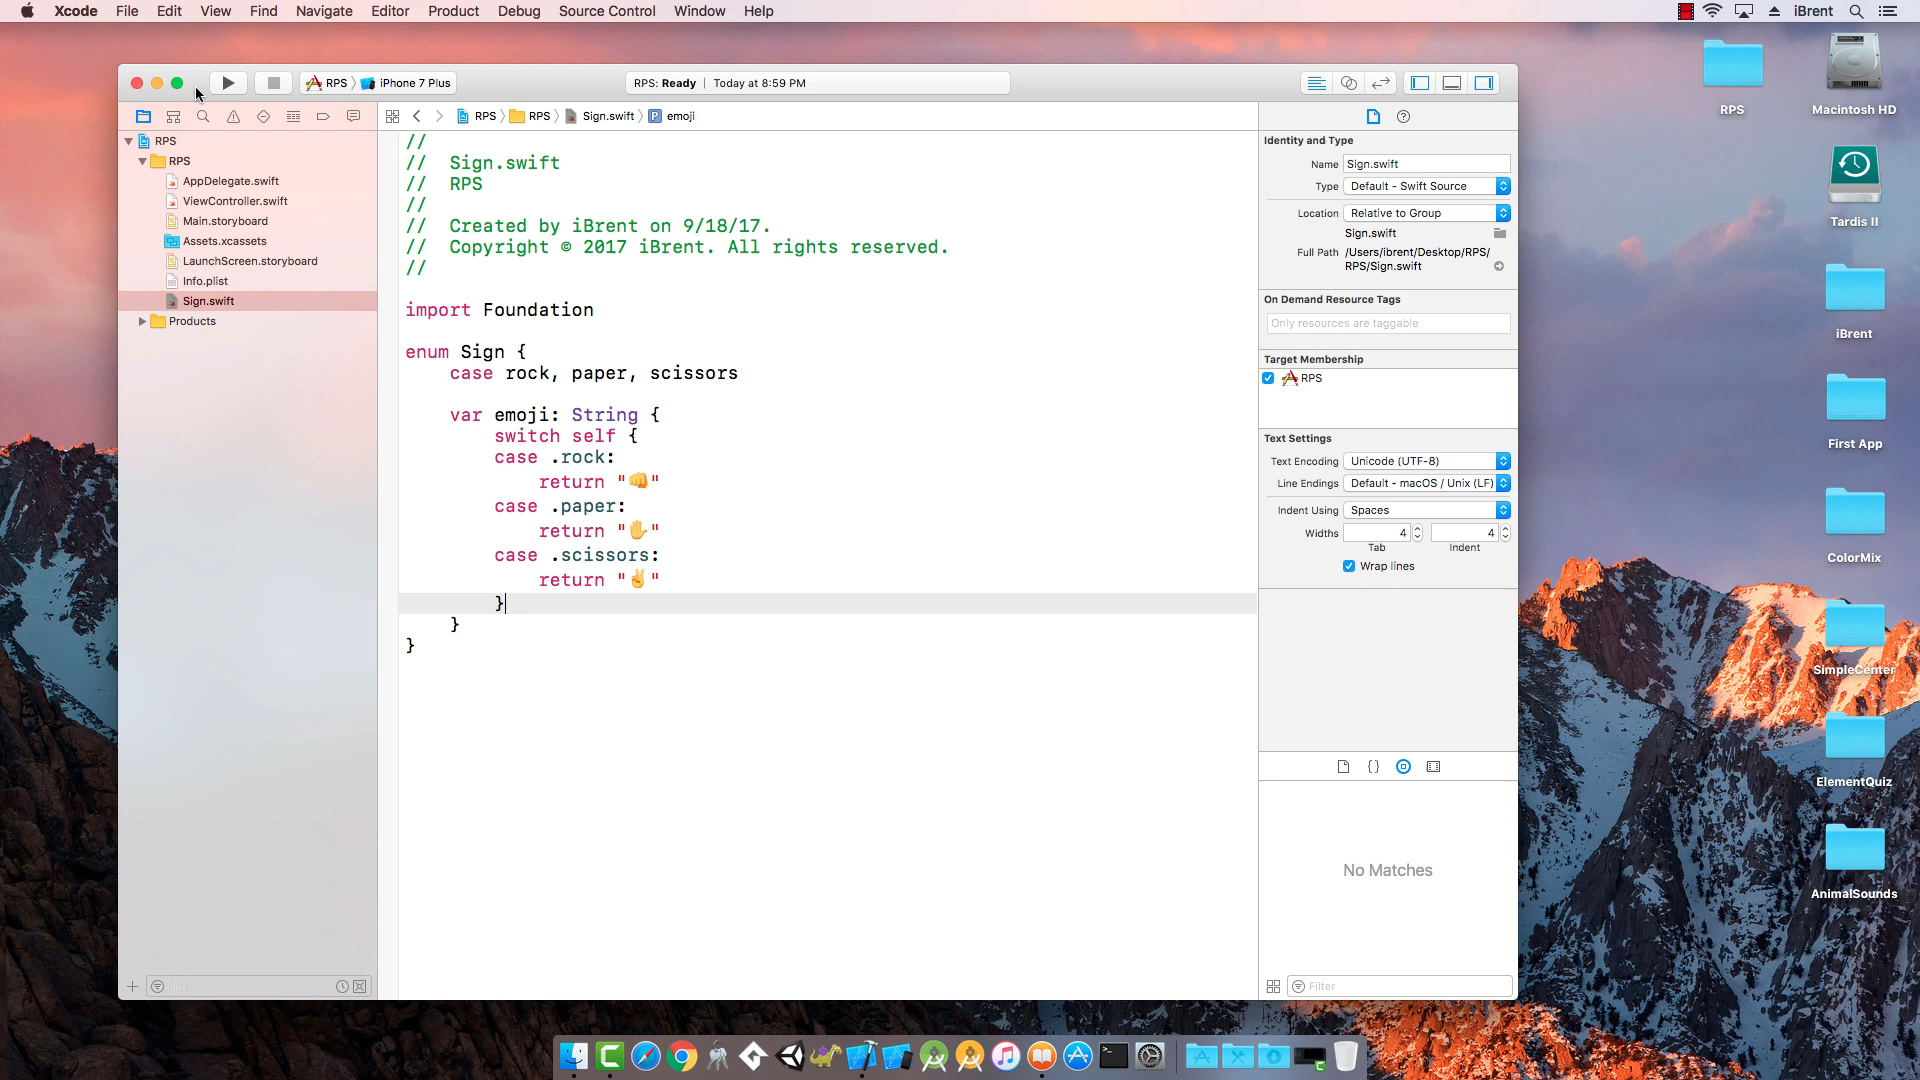 Xcode File Edit View Find Navigate Editor Product Debug Source Control Window Help
iBrent
RPS iPhone 7 Plus
RPS: Ready | Today at 8:59 PM
RPS RPS Sign.swift emoji
RPS
RPS
AppDelegate.swift
ViewController.swift
Main.storyboard
Assets.xcassets
LaunchScreen.storyboard
Info.plist
Sign.swift
Products
Filter
//
// Sign.swift
// RPS
//
// Created by iBrent on 9/18/17.
// Copyright © 2017 iBrent. All rights reserved.
//
import Foundation
enum Sign {
case rock, paper, scissors
var emoji: String {
switch self {
case .rock:
return "👊"
case .paper:
return "✋"
case .scissors:
return "✌️"
}
}
}
Identity and Type
Name Sign.swift
Type Default - Swift Source
Location Relative to Group
Sign.swift
Full Path /Users/ibrent/Desktop/RPS/
RPS/Sign.swift
On Demand Resource Tags
Only resources are taggable
Target Membership
RPS
Text Settings
Text Encoding Unicode (UTF-8)
Line Endings Default - macOS / Unix (LF)
Indent Using Spaces
Widths 4 4
Tab Indent
Wrap lines
{}
No Matches
Filter
RPS
Macintosh HD
Tardis II
iBrent
First App
ColorMix
SimpleCenter
ElementQuiz
AnimalSounds